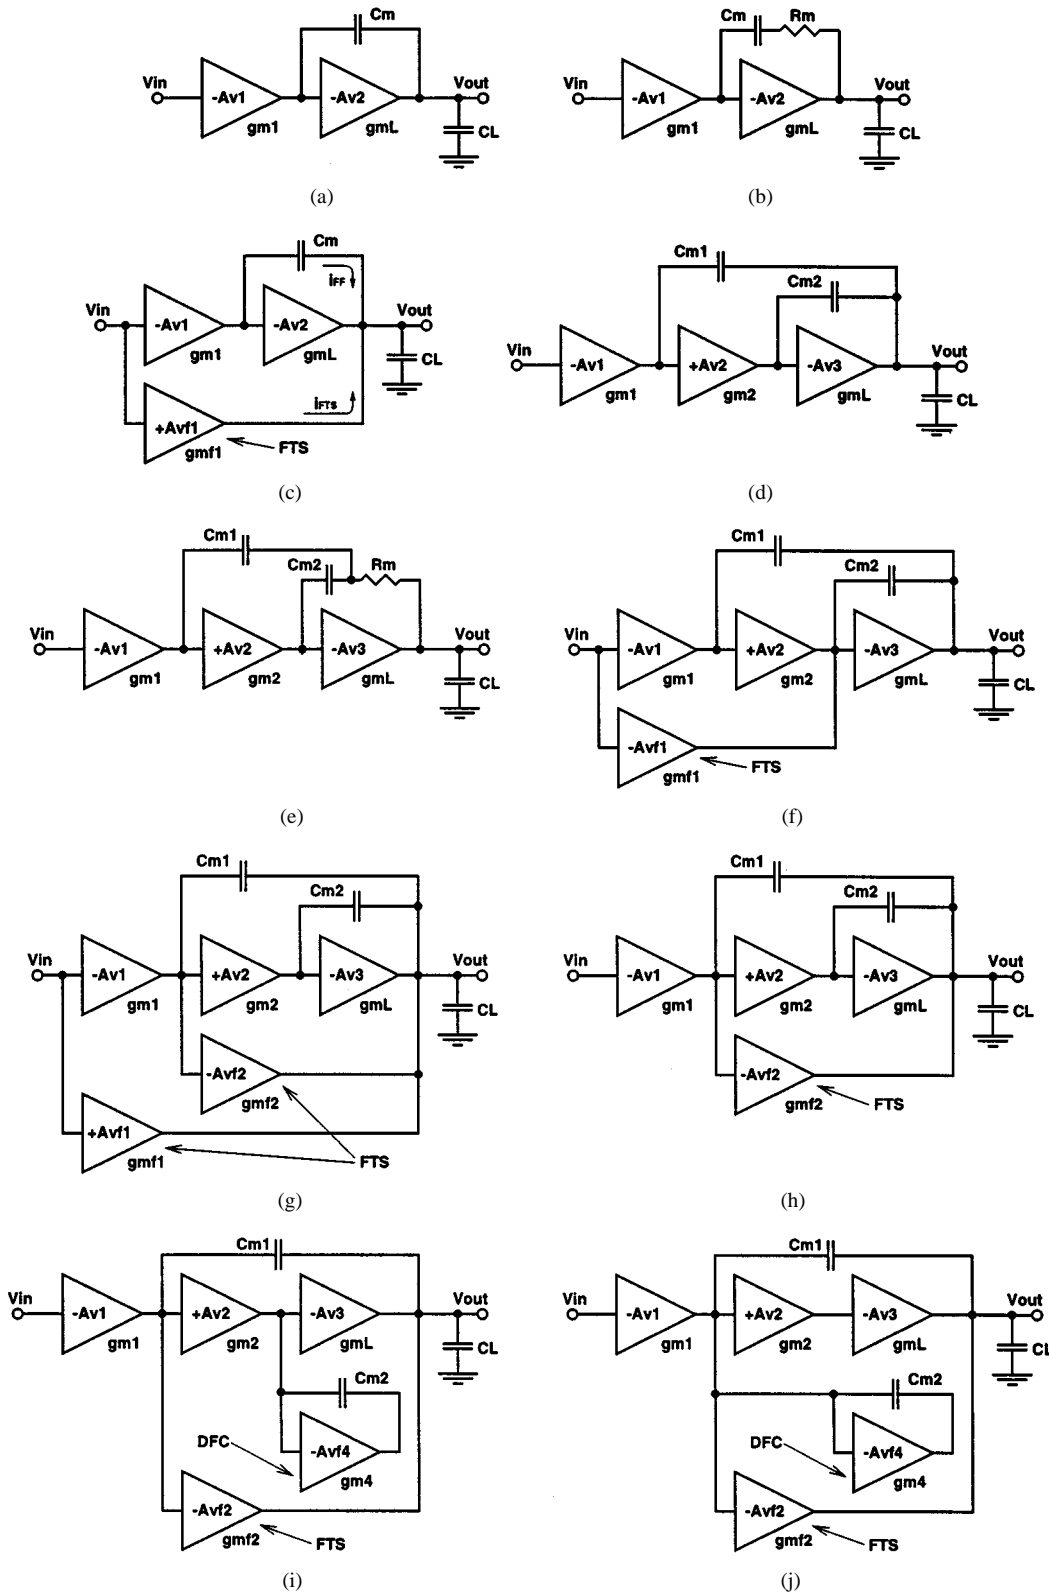 Cm
Vin
-Av1
gm1
-Av2
gmL
Vout
CL
(a)
Cm
Rm
Vin
-Av1
gm1
-Av2
gmL
Vout
CL
(b)
Cm
iFF
Vin
-Av1
gm1
-Av2
gmL
Vout
CL
iFTS
+Avf1
gmf1
FTS
(c)
Cm1
Cm2
Vin
-Av1
gm1
+Av2
gm2
-Av3
gmL
Vout
CL
(d)
Cm1
Cm2
Rm
Vin
-Av1
gm1
+Av2
gm2
-Av3
gmL
Vout
CL
(e)
Cm1
Cm2
Vin
-Av1
gm1
+Av2
gm2
-Av3
gmL
Vout
CL
-Avf1
gmf1
FTS
(f)
Cm1
Cm2
Vin
-Av1
gm1
+Av2
gm2
-Av3
gmL
Vout
CL
-Avf2
gmf2
+Avf1
gmf1
FTS
(g)
Cm1
Cm2
Vin
-Av1
gm1
+Av2
gm2
-Av3
gmL
Vout
CL
-Avf2
gmf2
FTS
(h)
Cm1
Vin
-Av1
gm1
+Av2
gm2
-Av3
gmL
Vout
CL
Cm2
DFC
-Avf4
gm4
-Avf2
gmf2
FTS
(i)
Cm1
Vin
-Av1
gm1
+Av2
gm2
-Av3
gmL
Vout
CL
Cm2
DFC
-Avf4
gm4
-Avf2
gmf2
FTS
(j)